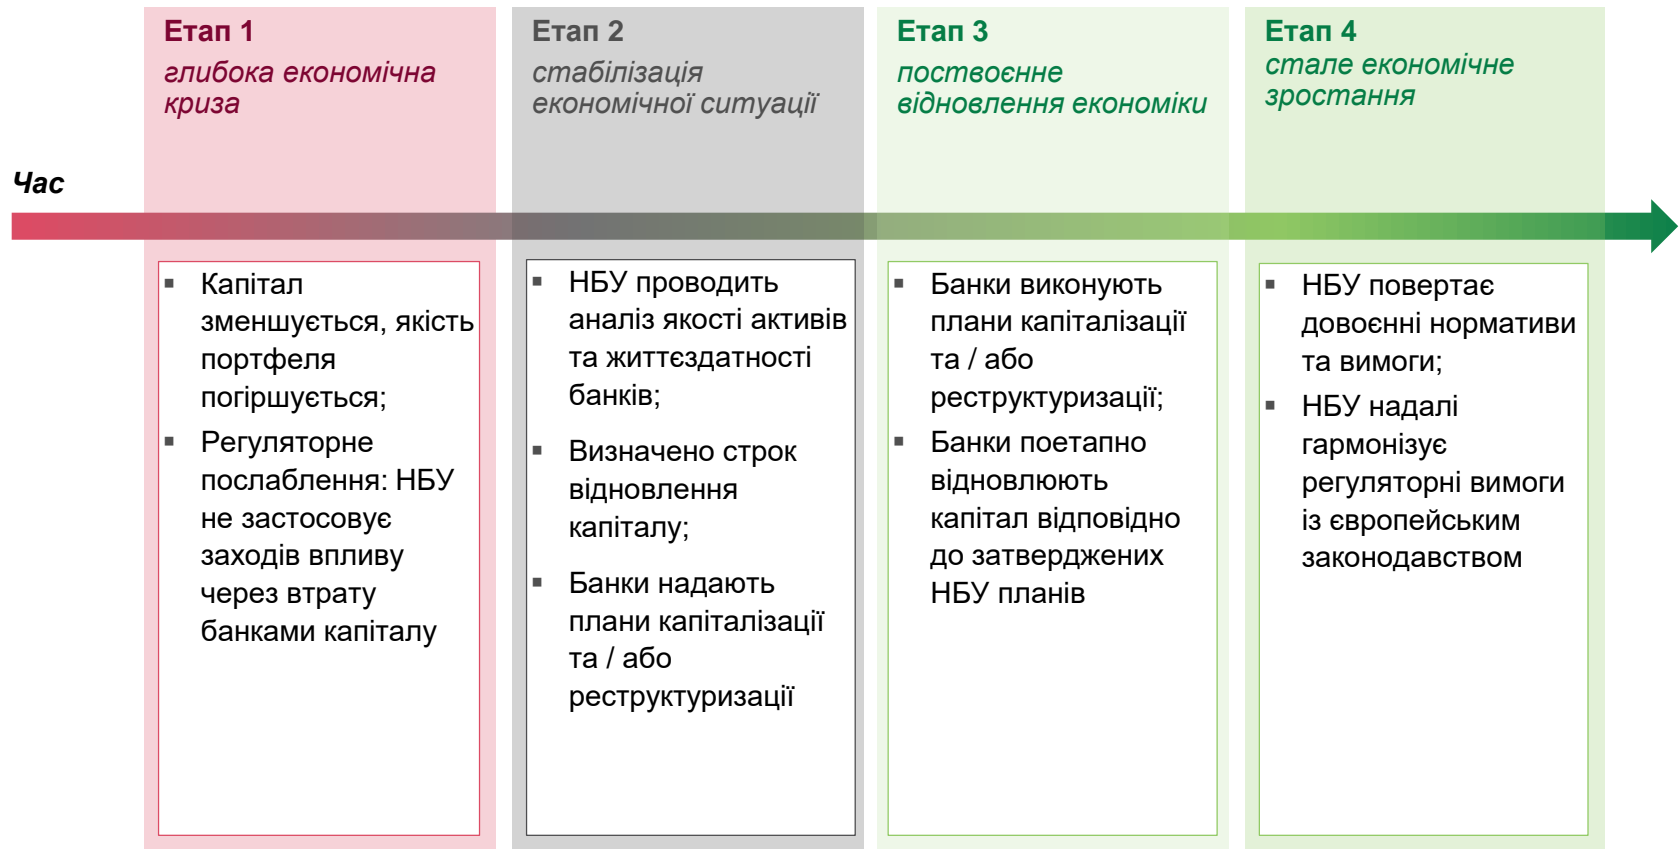 Етап 1
глибока економічна
криза
Етап 2
стабілізація
економічної ситуації
Етап 3
поствоєнне
відновлення економіки
Етап 4
стале економічне
зростання
Час
▪ Капітал
зменшується, якість
портфеля
погіршується;
▪ Регуляторне
послаблення: НБУ
не застосовує
заходів впливу
через втрату
банками капіталу
▪ НБУ проводить
аналіз якості активів
та життєздатності
банків;
▪ Визначено строк
відновлення
капіталу;
▪ Банки надають
плани капіталізації
та / або
реструктуризації
▪ Банки виконують
плани капіталізації
та / або
реструктуризації;
▪ Банки поетапно
відновлюють
капітал відповідно
до затверджених
НБУ планів
▪ НБУ повертає
довоєнні нормативи
та вимоги;
▪ НБУ надалі
гармонізує
регуляторні вимоги
із європейським
законодавством